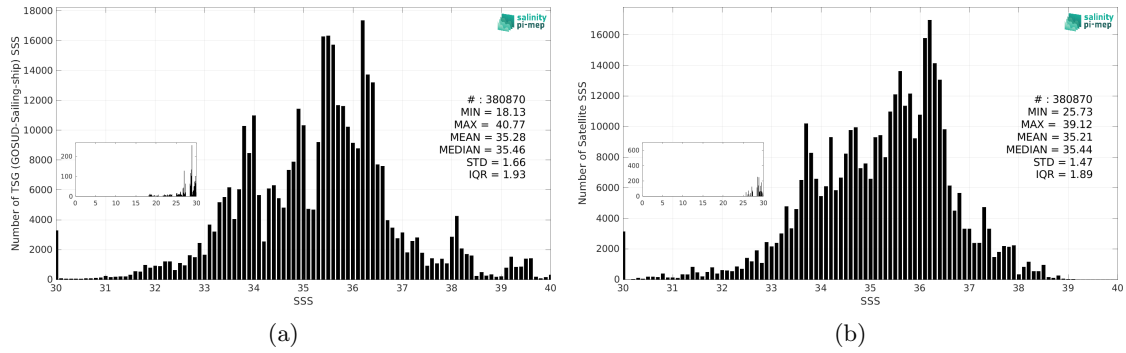 salinity
pi-mep
Number of TSG (GOSUD-Sailing-ship) SSS
18000
16000
14000
12000
10000
8000
6000
4000
2000
0
# : 380870
MIN = 18.13
MAX = 40.77
MEAN = 35.28
MEDIAN = 35.46
STD = 1.66
IQR = 1.93
200
100
0
0 5 10 15 20 25 30
30 31 32 33 34 35 36 37 38 39 40
SSS
(a)
salinity
pi-mep
Number of Satellite SSS
16000
14000
12000
10000
8000
6000
4000
2000
0
# : 380870
MIN = 25.73
MAX = 39.12
MEAN = 35.21
MEDIAN = 35.44
STD = 1.47
IQR = 1.89
600
400
200
0
0 5 10 15 20 25 30
30 31 32 33 34 35 36 37 38 39 40
SSS
(b)